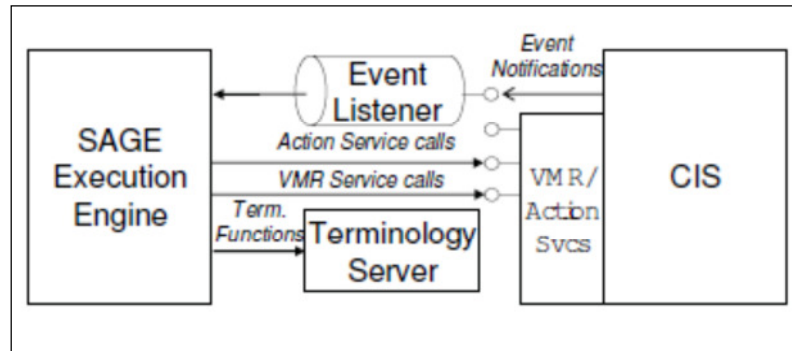 Event
Notifications
Event
Listener
SAGE
Execution
Engine
Action Service calls
VMR Service calls
VMR/
Action
Svcs
CIS
Term.
Functions
Terminology
Server